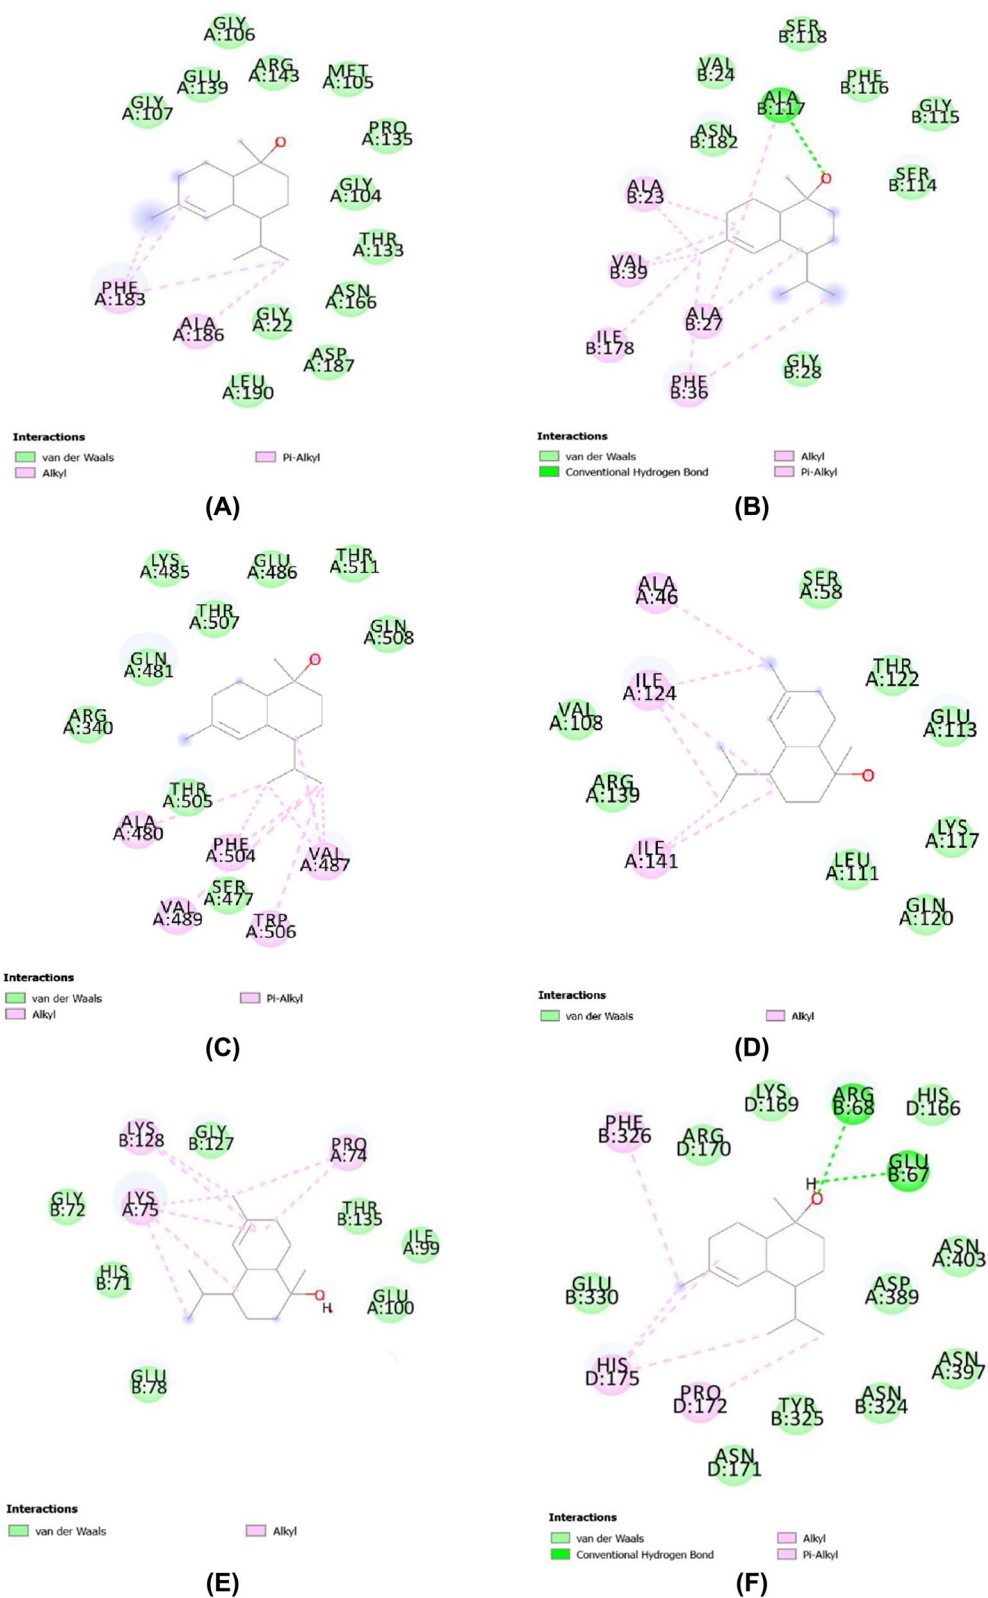 GLY
A:106
GLU
A:139
ARG
A:143
MET
A:105
GLY
A:107
PRO
A:135
O
GLY
A:104
THR
A:133
PHE
A:183
ASN
A:166
ALA
A:186
GLY
A:22
ASP
A:187
LEU
A:190
Interactions
van der Waals
Pi-Alkyl
Alkyl
(A)
SER
B:118
VAL
B:24
PHE
B:116
ALA
B:117
GLY
B:115
ASN
B:182
SER
B:114
O
ALA
B:23
VAL
B:39
ALA
B:27
ILE
B:178
GLY
B:28
PHE
B:36
Interactions
van der Waals
Alkyl
Conventional Hydrogen Bond
Pi-Alkyl
(B)
LYS
A:485
GLU
A:486
THR
A:511
THR
A:507
GLN
A:508
GLN
A:481
O
ARG
A:340
THR
A:505
ALA
A:480
PHE
A:504
VAL
A:487
SER
A:477
VAL
A:489
TRP
A:506
Interactions
van der Waals
Pi-Alkyl
Alkyl
(C)
ALA
A:46
SER
A:58
ILE
A:124
THR
A:122
VAL
A:108
GLU
A:113
O
ARG
A:139
ILE
A:141
LYS
A:117
LEU
A:111
GLN
A:120
Interactions
van der Waals
Alkyl
(D)
LYS
B:128
GLY
B:127
PRO
A:74
GLY
B:72
LYS
A:75
THR
B:135
ILE
A:99
HIS
B:71
O
H
GLU
A:100
GLU
B:78
Interactions
van der Waals
Alkyl
(E)
LYS
D:169
ARG
B:68
HIS
D:166
PHE
B:326
ARG
D:170
GLU
B:67
H
O
ASN
A:403
GLU
B:330
ASP
A:389
HIS
D:175
ASN
A:397
PRO
D:172
TYR
B:325
ASN
B:324
ASN
D:171
Interactions
van der Waals
Alkyl
Conventional Hydrogen Bond
Pi-Alkyl
(F)